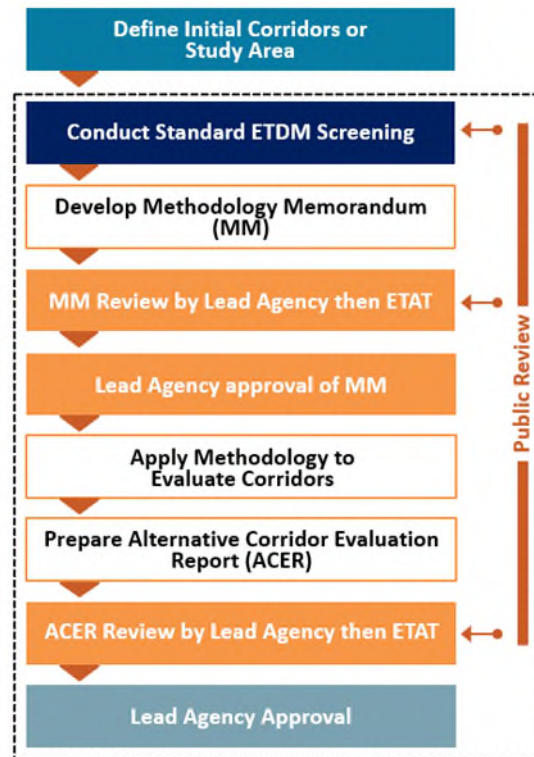 Define Initial Corridors or
Study Area
Conduct Standard ETDM Screening
Develop Methodology Memorandum
(MM)
MM Review by Lead Agency then ETAT
Lead Agency approval of MM
Apply Methodology to
Evaluate Corridors
Prepare Alternative Corridor Evaluation
Report (ACER)
ACER Review by Lead Agency then ETAT
Lead Agency Approval
Public Review